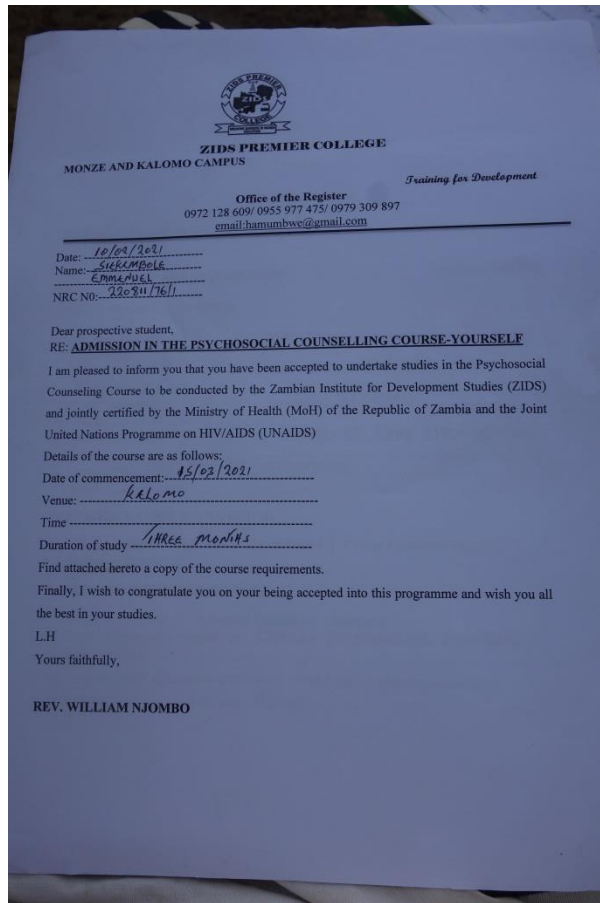 ZIDS PREMIER
ZIDS
COLLEGE
ZIDS PREMIER COLLEGE
MONZE AND KALOMO CAMPUS
Training for Development
Office of the Register
0972 128 609/ 0955 977 475/ 0979 309 897
email:hamumbwe@gmail.com
Date: 10/02/2021
Name: SIEKAMBOLE
EMMENUEL
NRC N0: 220811/76/1
Dear prospective student,
RE: ADMISSION IN THE PSYCHOSOCIAL COUNSELLING COURSE-YOURSELF
I am pleased to inform you that you have been accepted to undertake studies in the Psychosocial
Counseling Course to be conducted by the Zambian Institute for Development Studies (ZIDS)
and jointly certified by the Ministry of Health (MoH) of the Republic of Zambia and the Joint
United Nations Programme on HIV/AIDS (UNAIDS)
Details of the course are as follows:
Date of commencement: 15/03/2021
Venue: KALOMO
Time
Duration of study THREE MONTHS
Find attached hereto a copy of the course requirements.
Finally, I wish to congratulate you on your being accepted into this programme and wish you all
the best in your studies.
L.H
Yours faithfully,
REV. WILLIAM NJOMBO